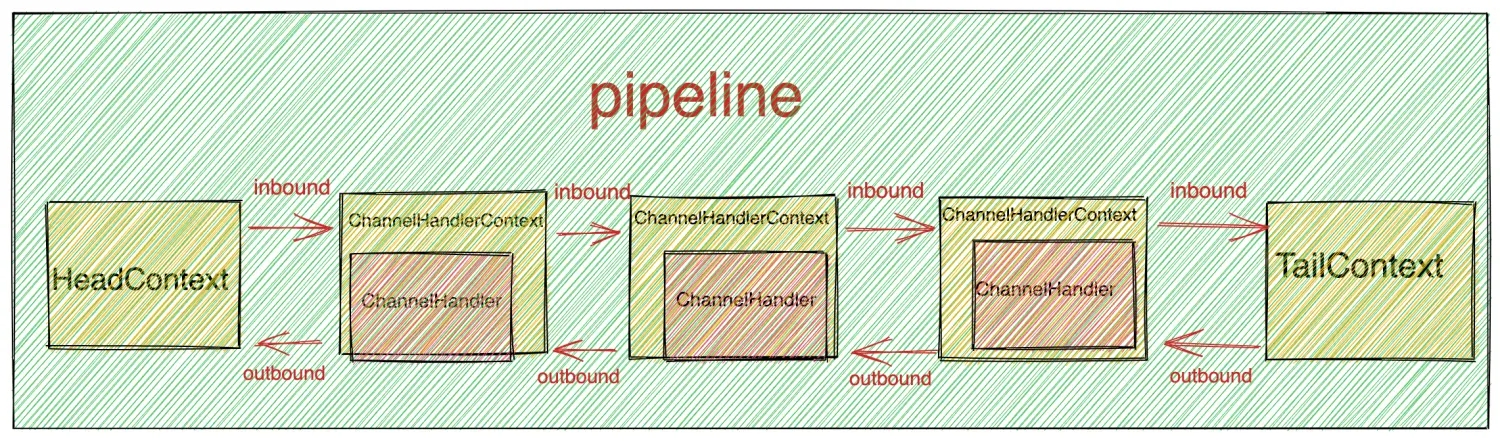 pipeline
inbound
inbound
inbound
inbound
ChannelHandlerContext
ChannelHandlerContext
ChannelHandlerContext
HeadContext
ChannelHandler
ChannelHandler
ChannelHandler
TailContext
outbound
outbound
outbound
outbound